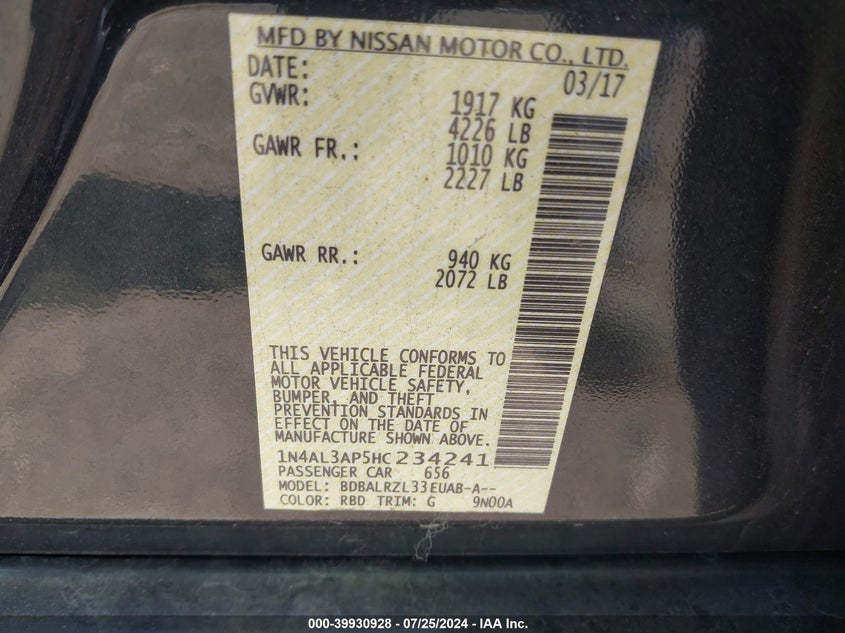 MFD BY NISSAN MOTOR CO., LTD.
DATE: 03/17
GVWR: 1917 KG
4226 LB
GAWR FR.: 1010 KG
2227 LB
GAWR RR.: 940 KG
2072 LB
THIS VEHICLE CONFORMS TO
ALL APPLICABLE FEDERAL
MOTOR VEHICLE SAFETY,
BUMPER, AND THEFT
PREVENTION STANDARDS IN
EFFECT ON THE DATE OF
MANUFACTURE SHOWN ABOVE.
1N4AL3AP5HC234241
PASSENGER CAR 656
MODEL: BDBALRZL33EUAB-A--
COLOR: RBD TRIM: G 9N00A
000-39930928 / 07/25/2024 - IAA Inc.